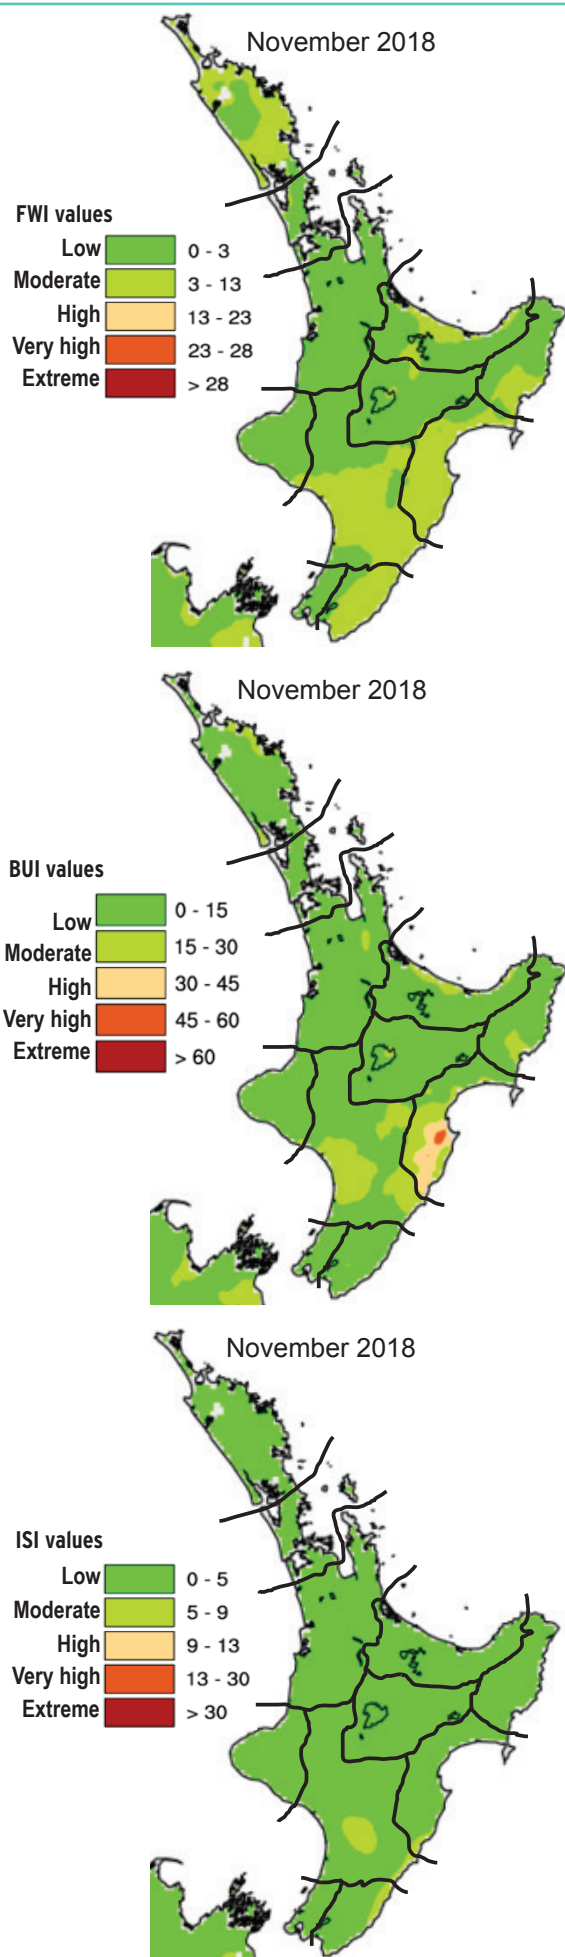 November 2018
FWI values
Low 0 - 3
Moderate 3 - 13
High 13 - 23
Very high 23 - 28
Extreme > 28
November 2018
BUI values
Low 0 - 15
Moderate 15 - 30
High 30 - 45
Very high 45 - 60
Extreme > 60
November 2018
ISI values
Low 0 - 5
Moderate 5 - 9
High 9 - 13
Very high 13 - 30
Extreme > 30